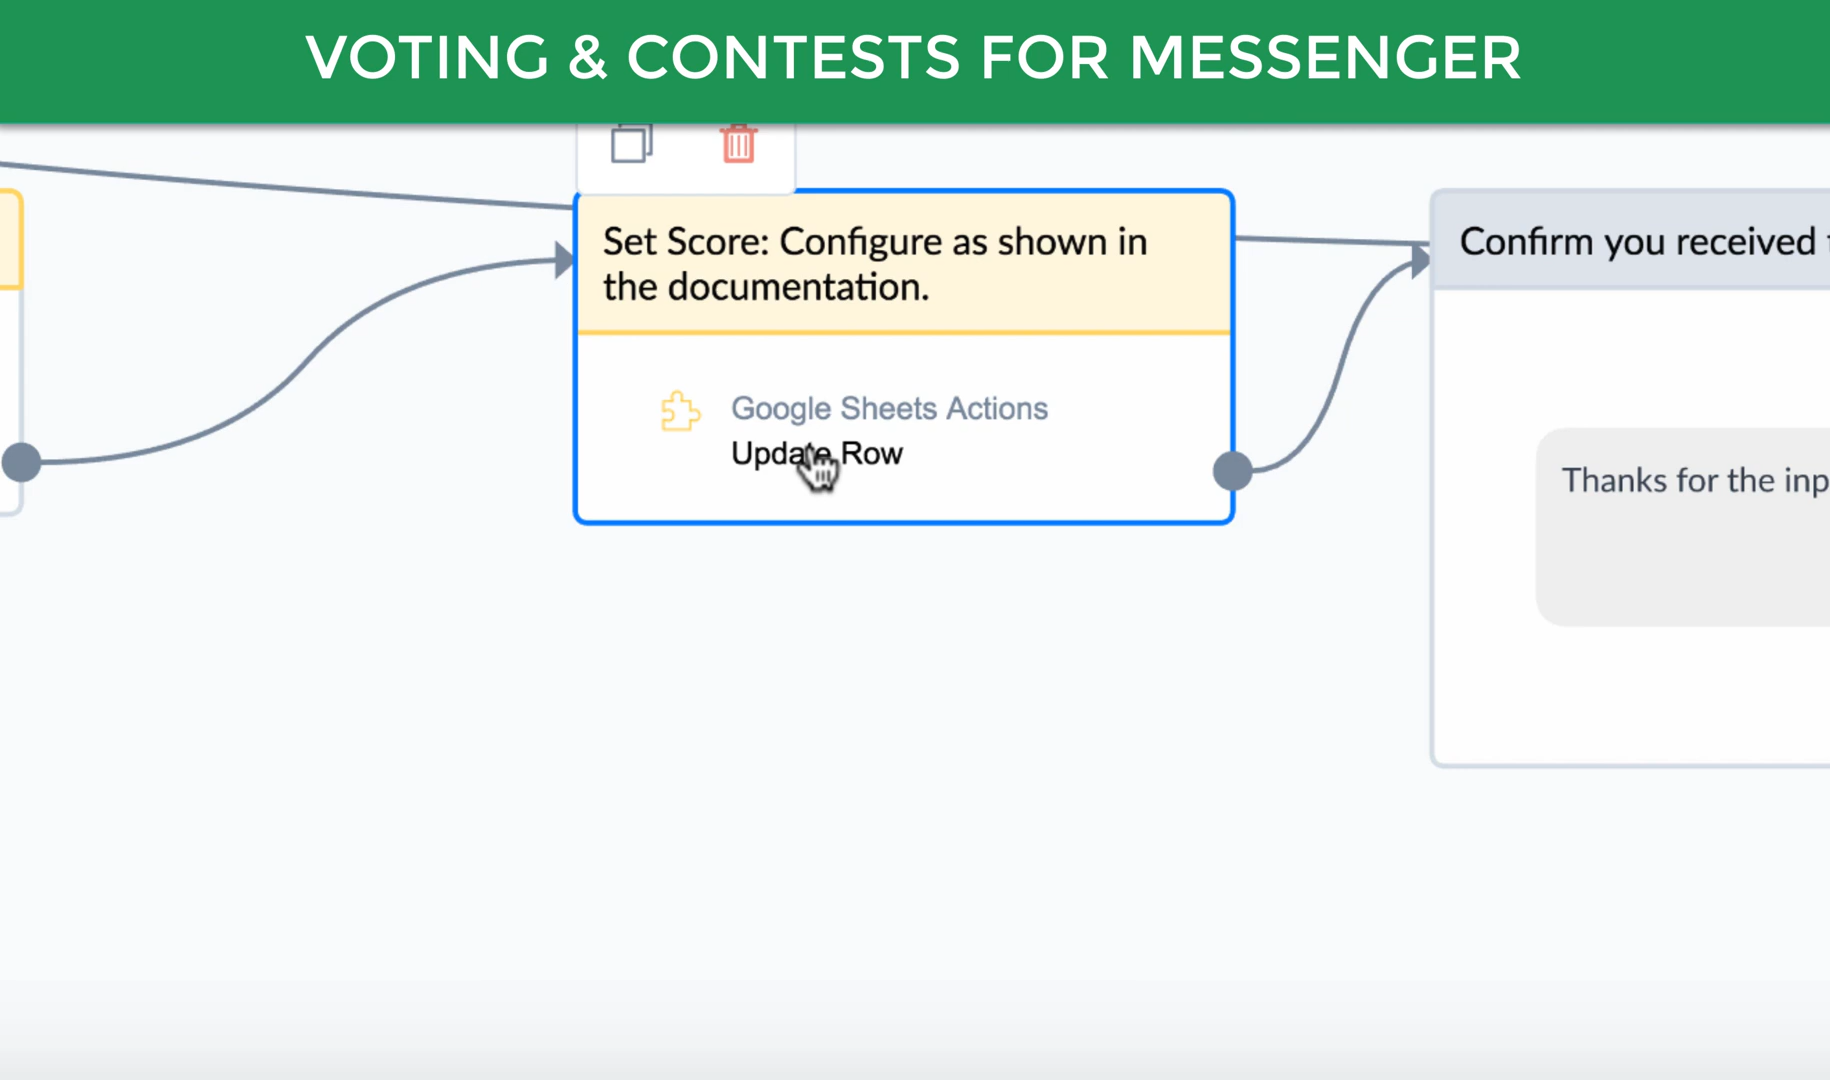 VOTING & CONTESTS FOR MESSENGER
Set Score: Configure as shown in
the documentation.
Google Sheets Actions
Update Row
Confirm you received
Thanks for the inp